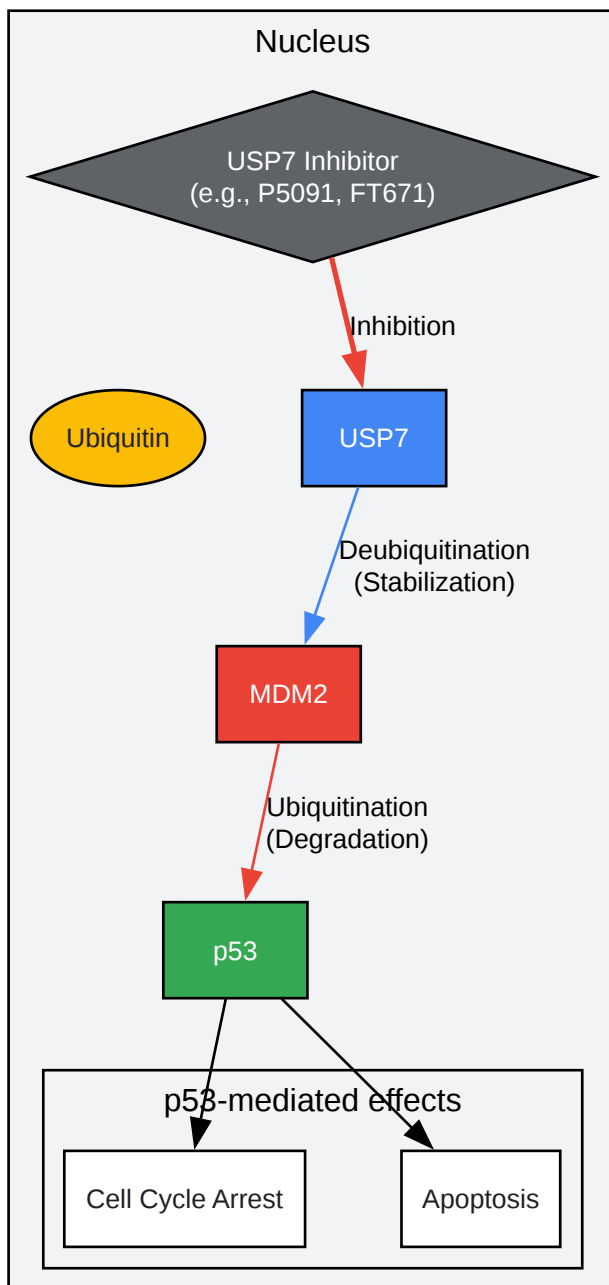 Nucleus
USP7 Inhibitor
(e.g., P5091, FT671)
Inhibition
Ubiquitin
USP7
Deubiquitination
(Stabilization)
MDM2
Ubiquitination
(Degradation)
p53
p53-mediated effects
Cell Cycle Arrest
Apoptosis